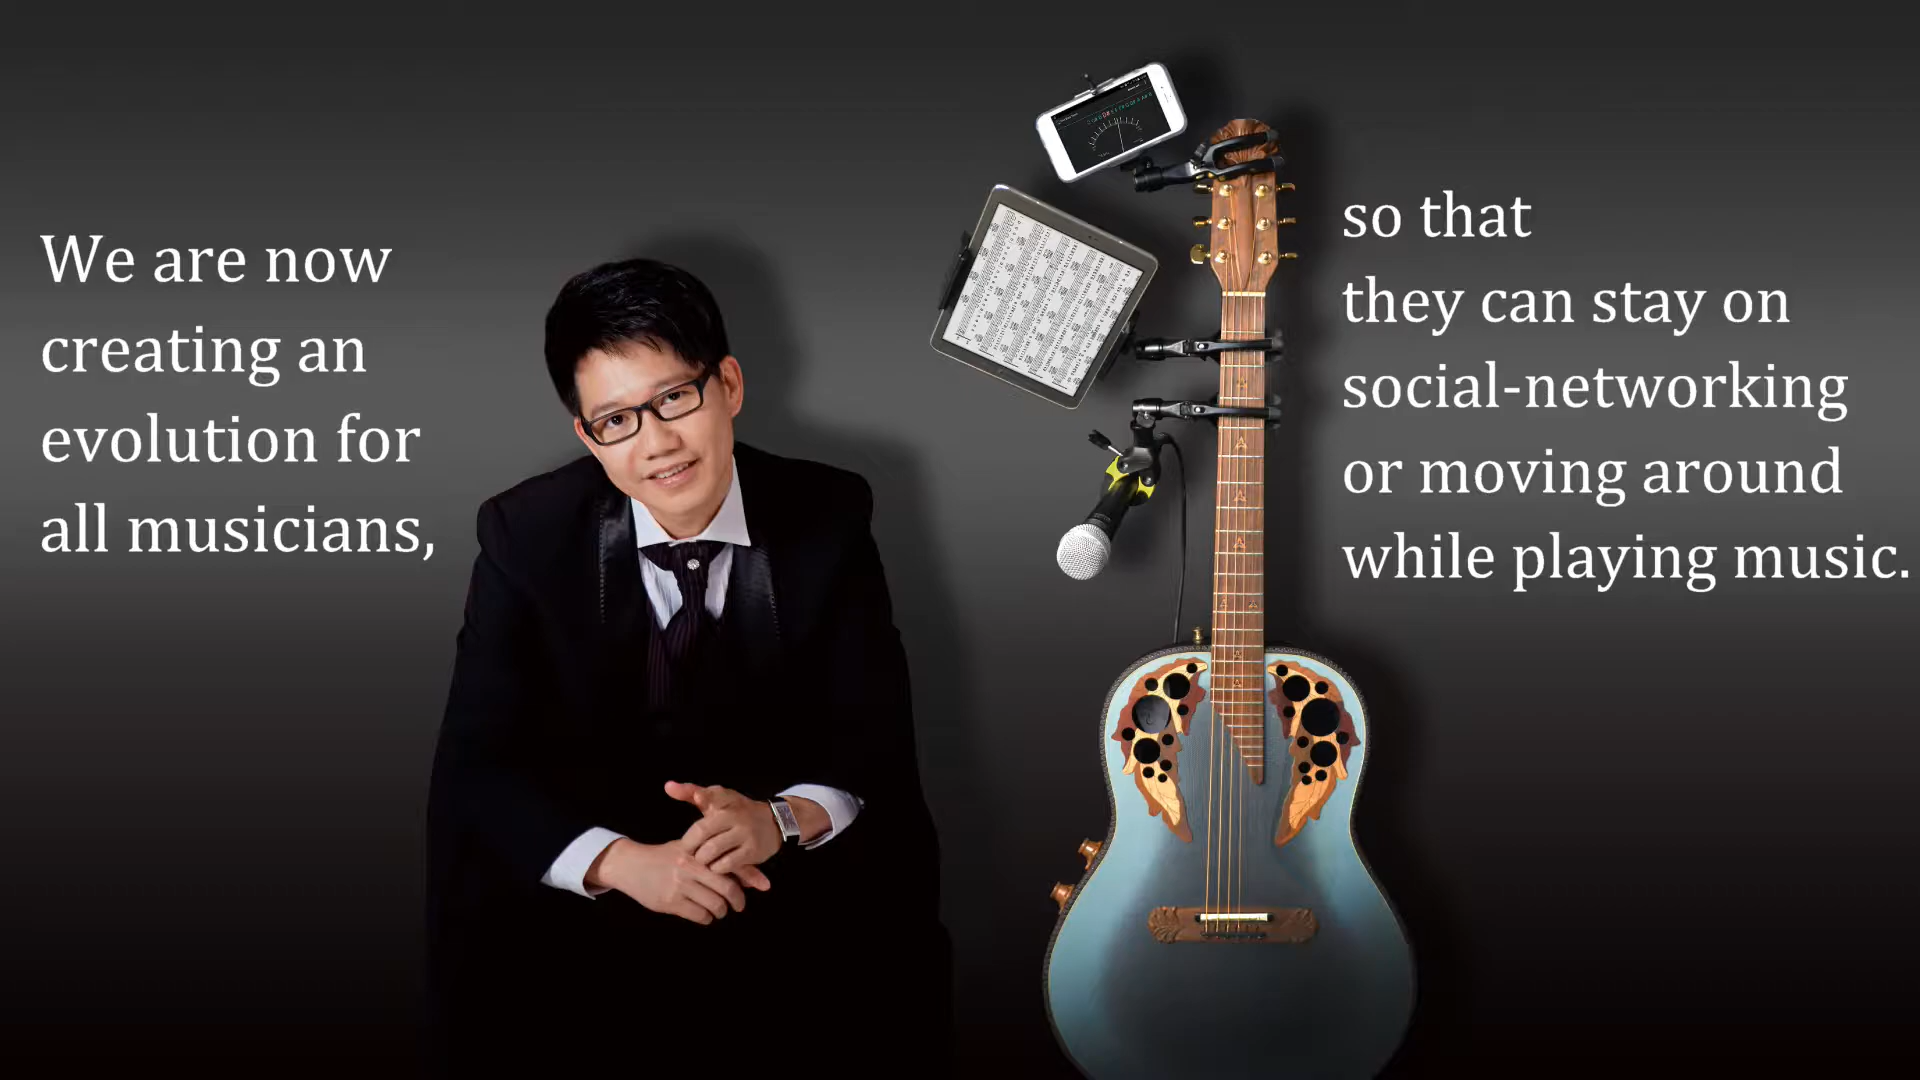 We are now
creating an
evolution for
all musicians,
so that
they can stay on
social-networking
or moving around
while playing music.